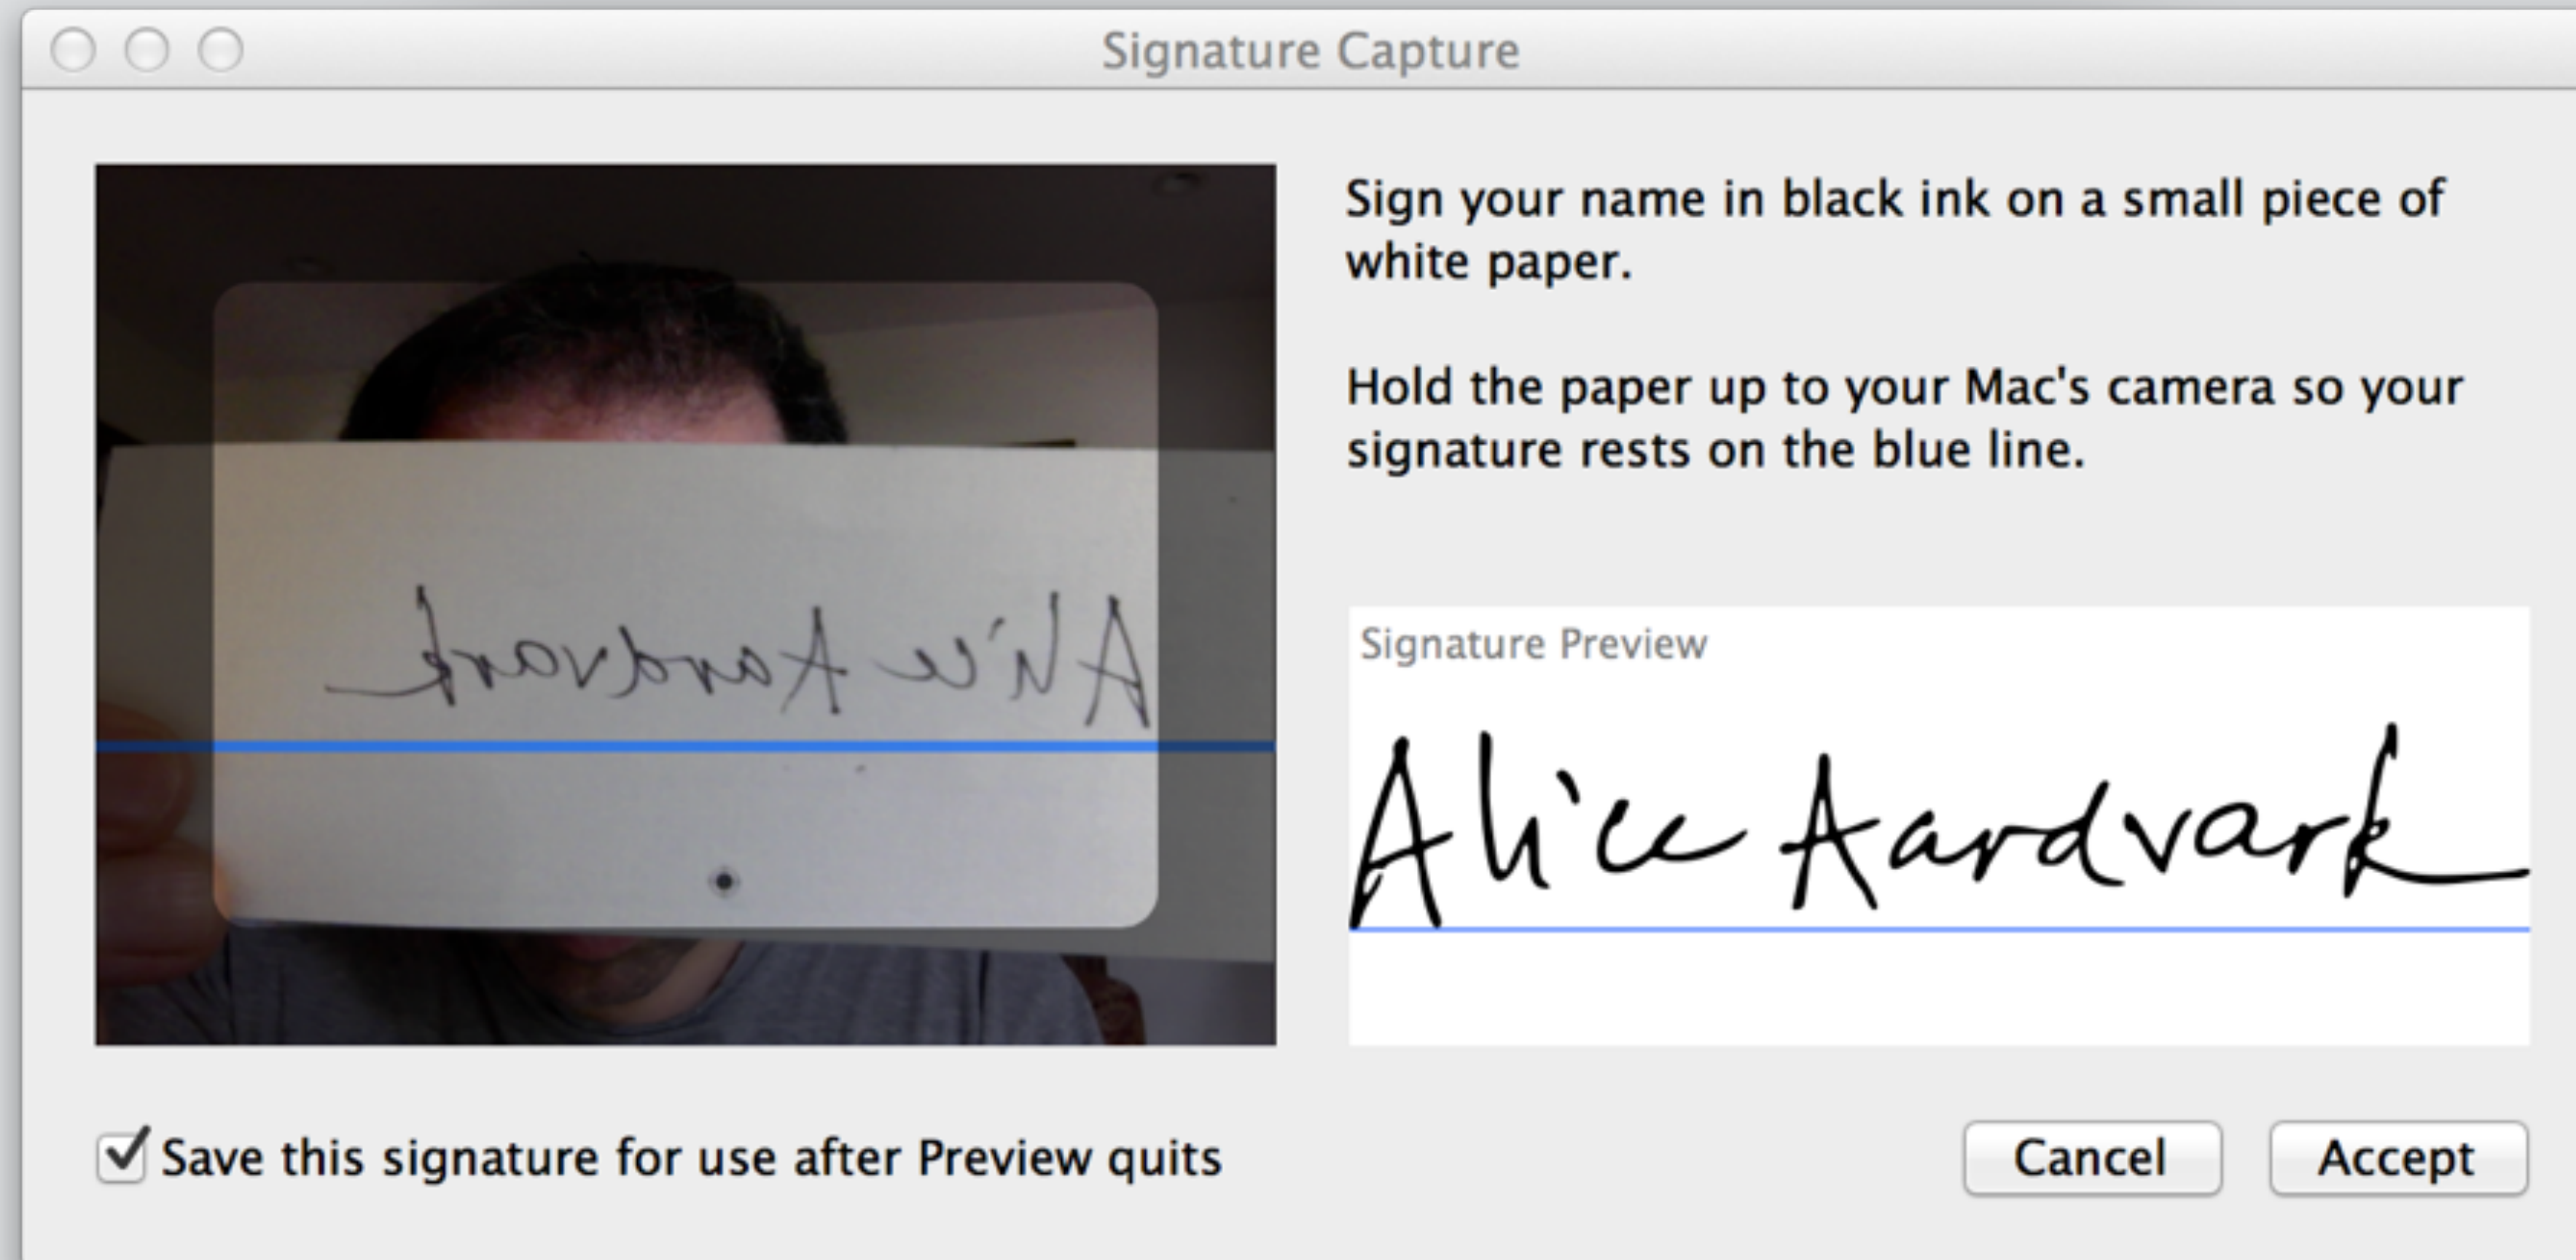 Signature Capture
Sign your name in black ink on a small piece of
white paper.
Hold the paper up to your Mac's camera so your
signature rests on the blue line.
Alice Aardvark
Signature Preview
Alice Aardvark
Save this signature for use after Preview quits
Cancel
Accept